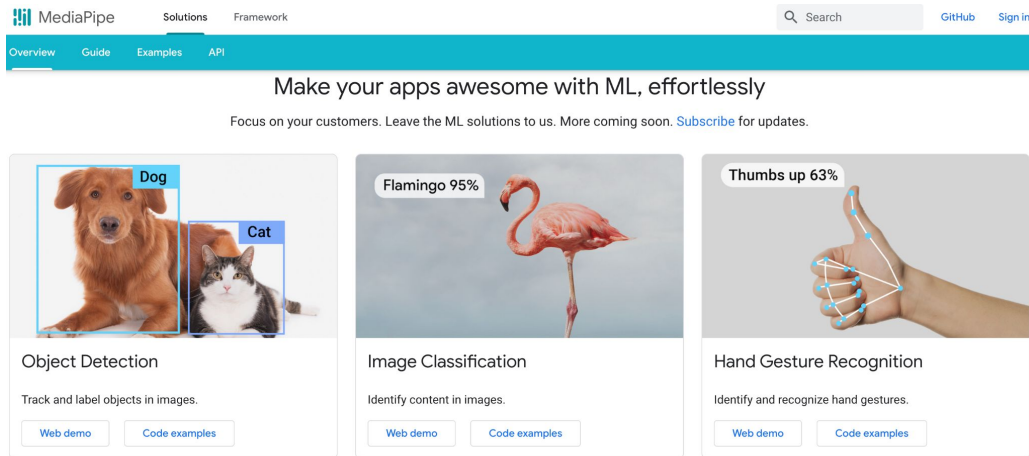 MediaPipe Solutions Framework Search GitHub Sign in
Overview Guide Examples API
Make your apps awesome with ML, effortlessly
Focus on your customers. Leave the ML solutions to us. More coming soon. Subscribe for updates.
Dog
Cat
Object Detection
Track and label objects in images.
Web demo Code examples
Flamingo 95%
Image Classification
Identify content in images.
Web demo Code examples
Thumbs up 63%
Hand Gesture Recognition
Identify and recognize hand gestures.
Web demo Code examples